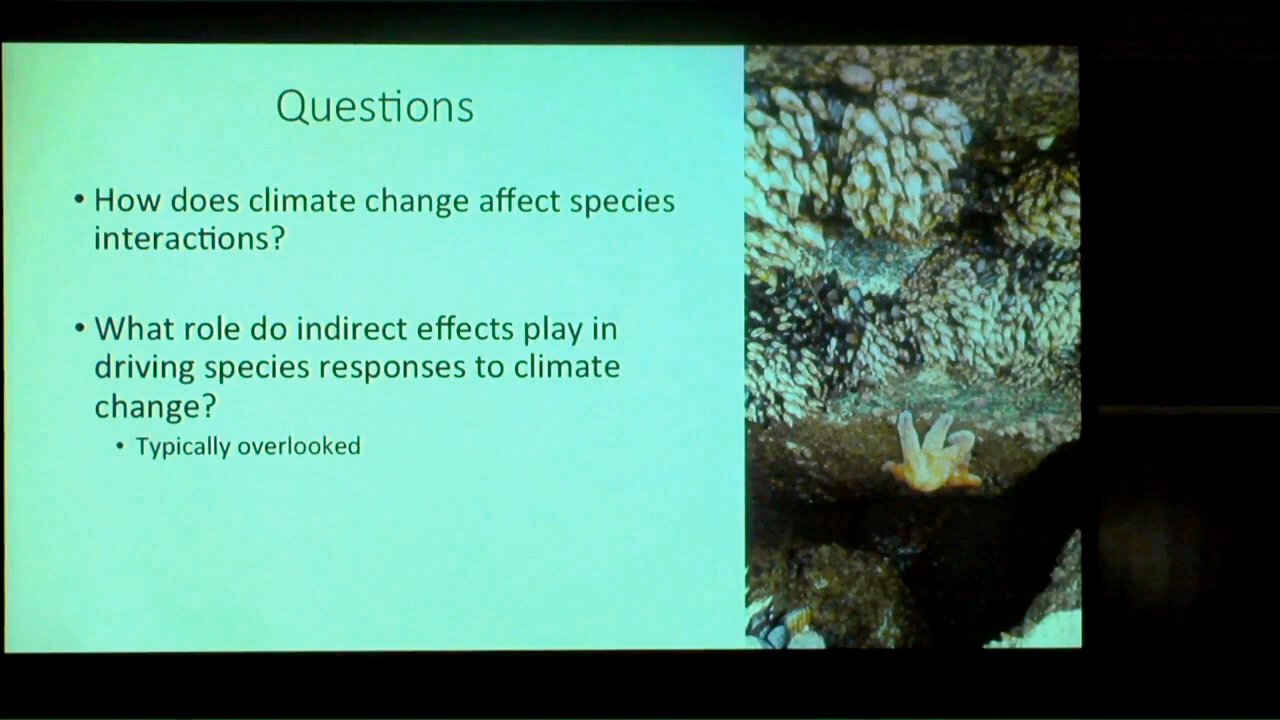 Questions
• How does climate change affect species
interactions?
• What role do indirect effects play in
driving species responses to climate
change?
• Typically overlooked